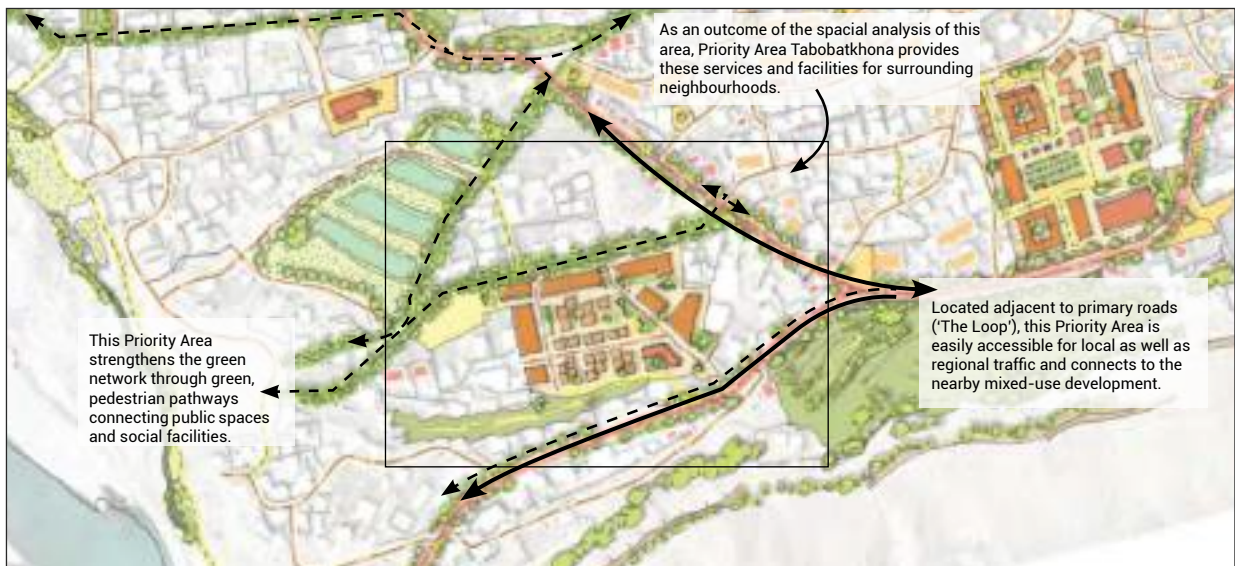 As an outcome of the spacial analysis of this
area, Priority Area Tabobatkhona provides
these services and facilities for surrounding
neighbourhoods.
Located adjacent to primary roads
(‘The Loop’), this Priority Area is
easily accessible for local as well as
regional traffic and connects to the
nearby mixed-use development.
This Priority Area
strengthens the green
network through green,
pedestrian pathways
connecting public spaces
and social facilities.